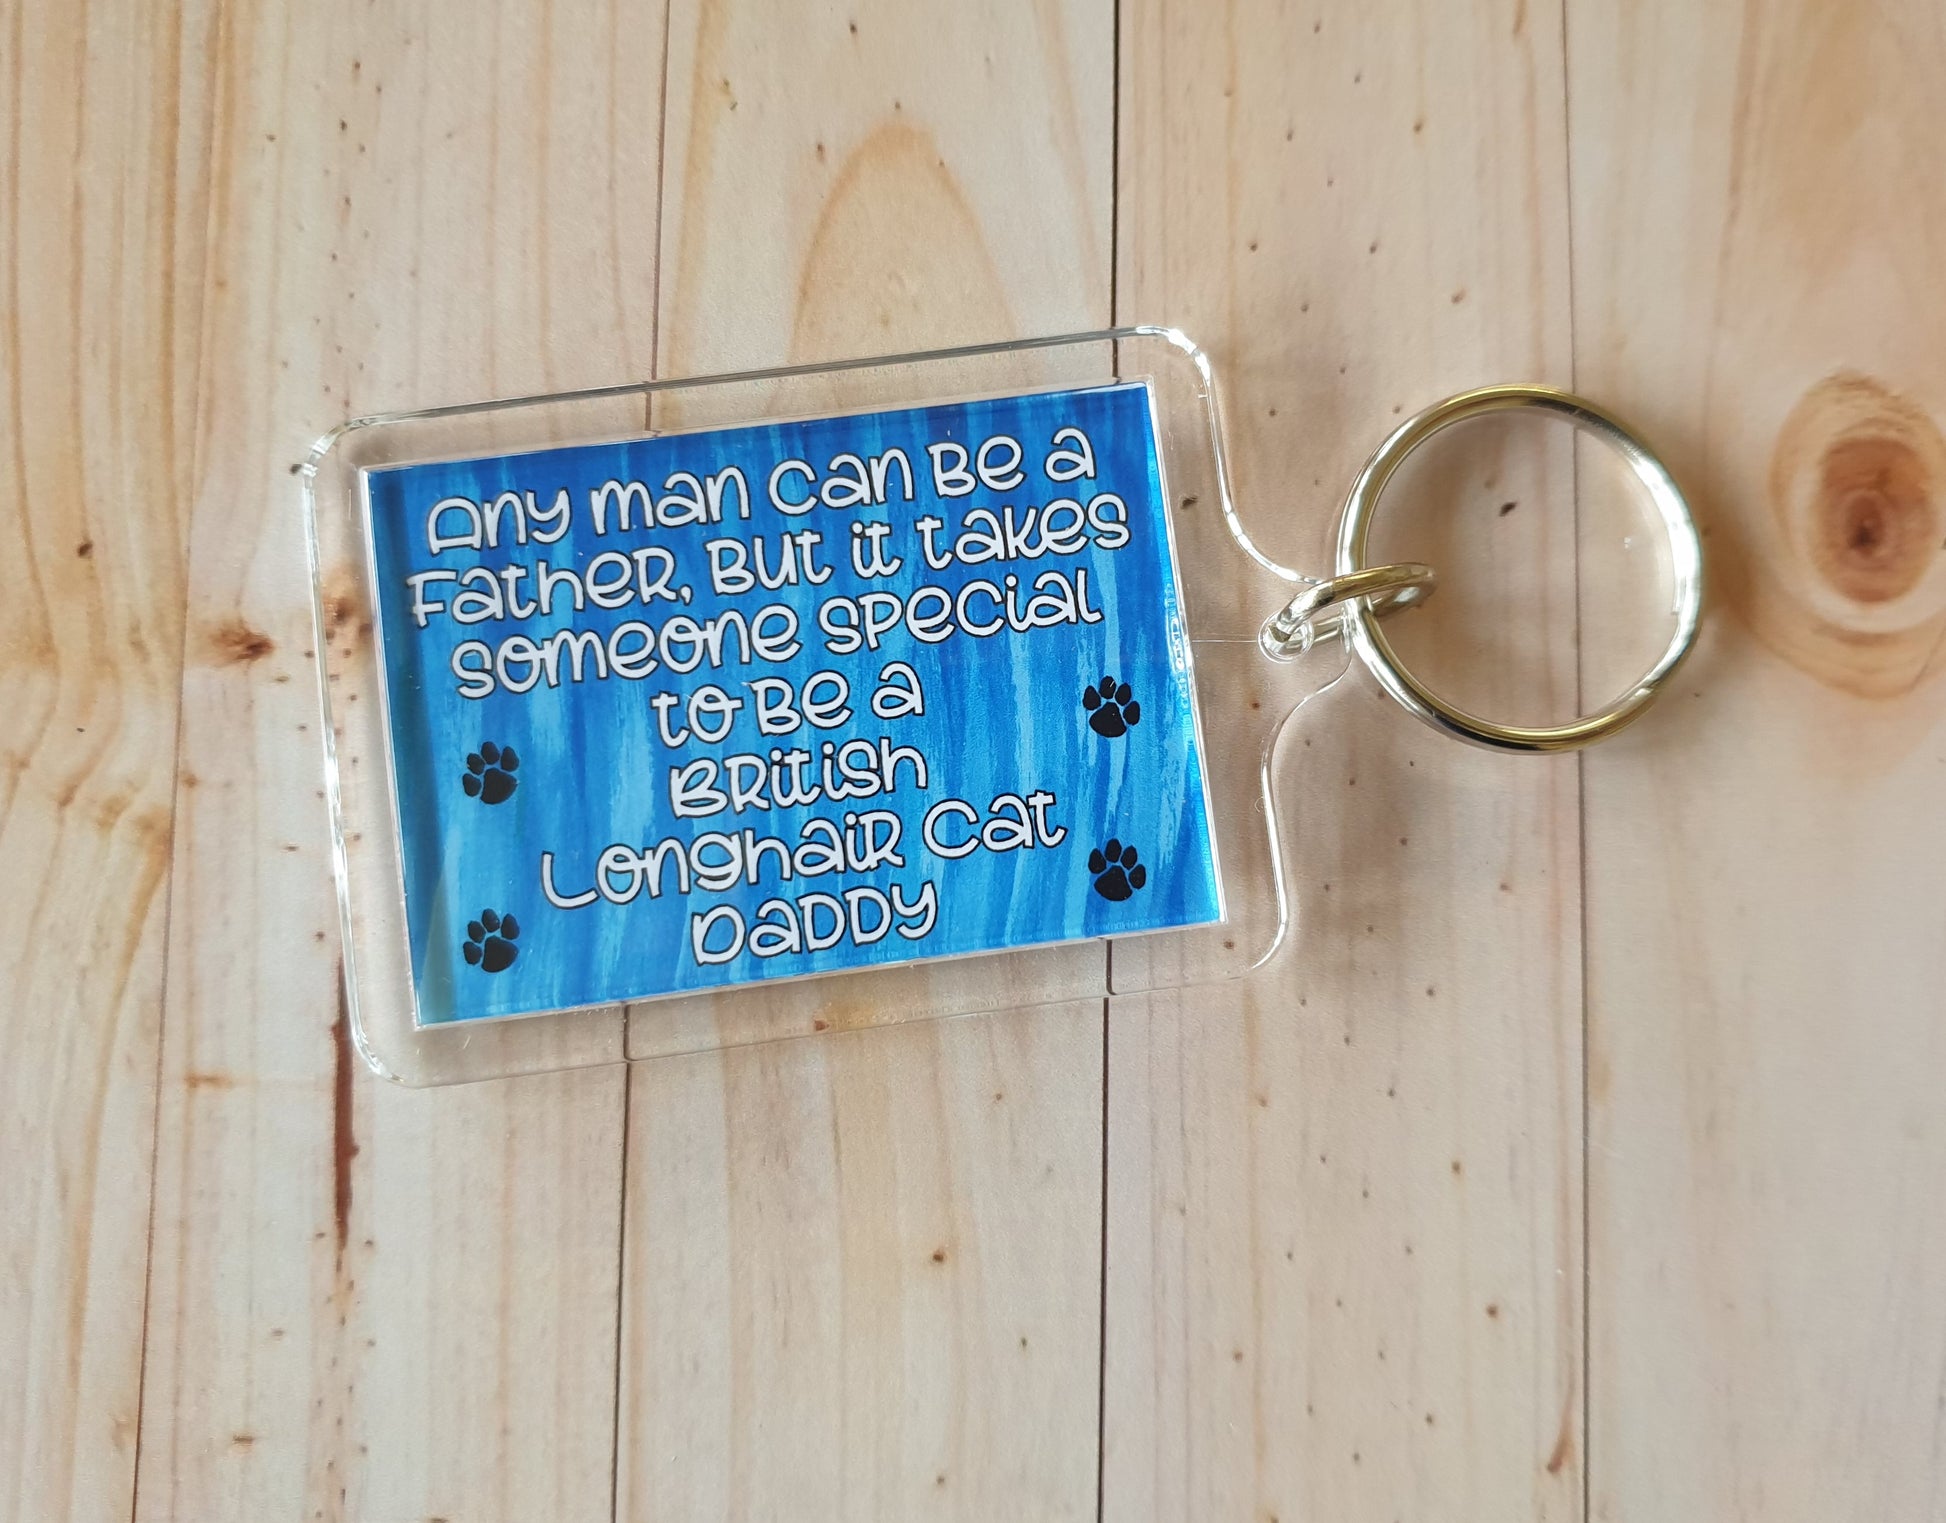 Any man can be a
Father, but it takes
someone special
to be a
British
Longhair Cat
Daddy